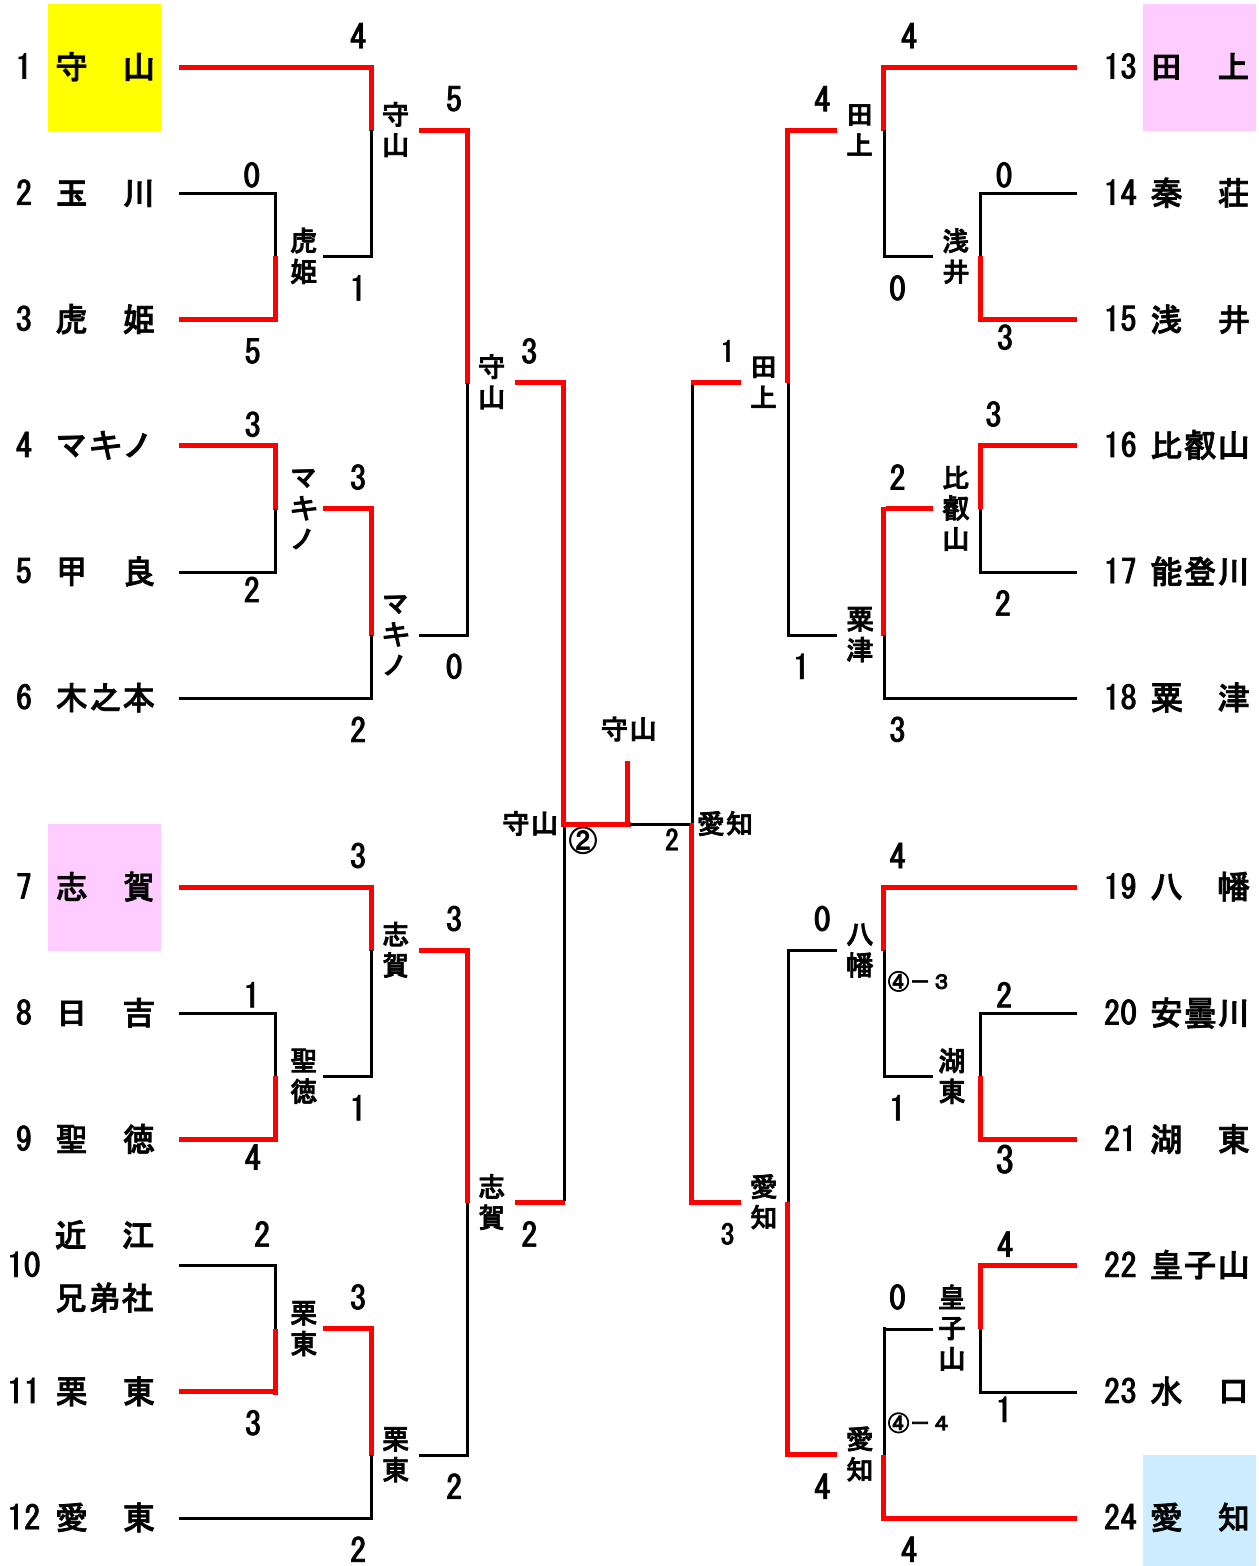 1 守 山
2 玉 川
3 虎 姫
4 マキノ
5 甲 良
6 木之本
7 志 賀
8 日 吉
9 聖 徳
10 近 江
兄弟社
11 栗 東
12 愛 東
0
5
3
2
1
4
2
3
虎姫
マキノ
聖徳
栗東
4
1
3
2
3
1
3
2
守山
マキノ
志賀
栗東
5
0
3
2
守山
志賀
3
2
守山
守山
②
2
愛知
1
3
田上
愛知
4
1
0
4
田上
粟津
八幡
愛知
4
0
2
3
4
④－3
1
0
④－4
4
浅井
比叡山
湖東
皇子山
0
3
3
2
2
3
4
1
13 田 上
14 秦 荘
15 浅 井
16 比叡山
17 能登川
18 粟 津
19 八 幡
20 安曇川
21 湖 東
22 皇子山
23 水 口
24 愛 知